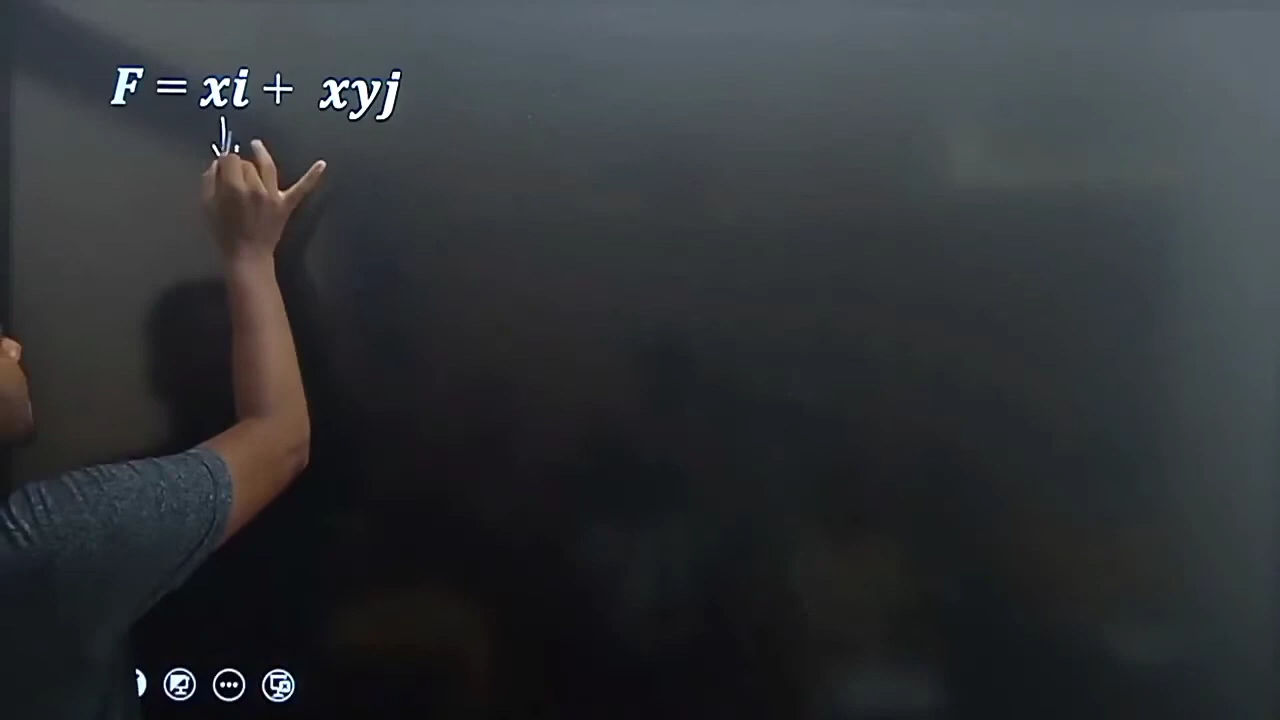 F = xi + xyj